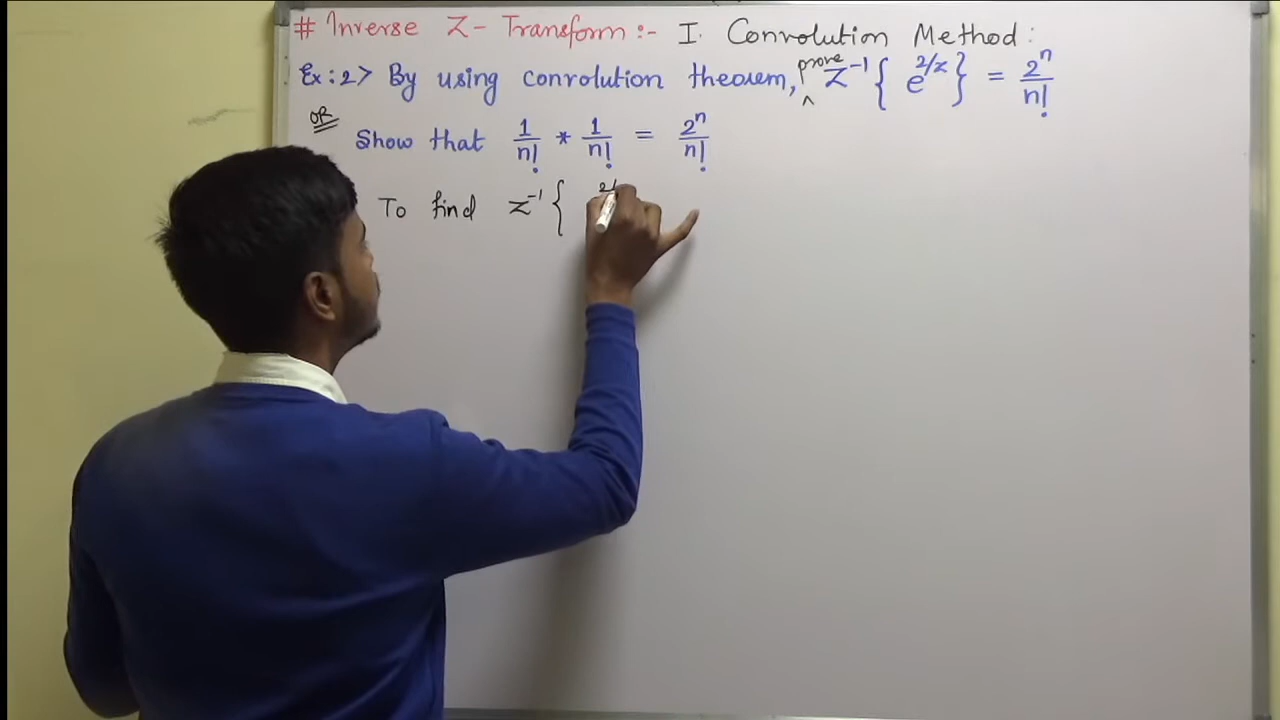 # Inverse Z- Transform :- I. Convolution Method :
Ex:2> By using convolution theorem, prove Z⁻¹{ e^(2/z) } = 2ⁿ/n!
OR
Show that 1/n! * 1/n! = 2ⁿ/n!
To find Z⁻¹{